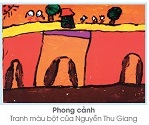 Phong cảnh
Tranh màu bột của Nguyễn Thu Giang